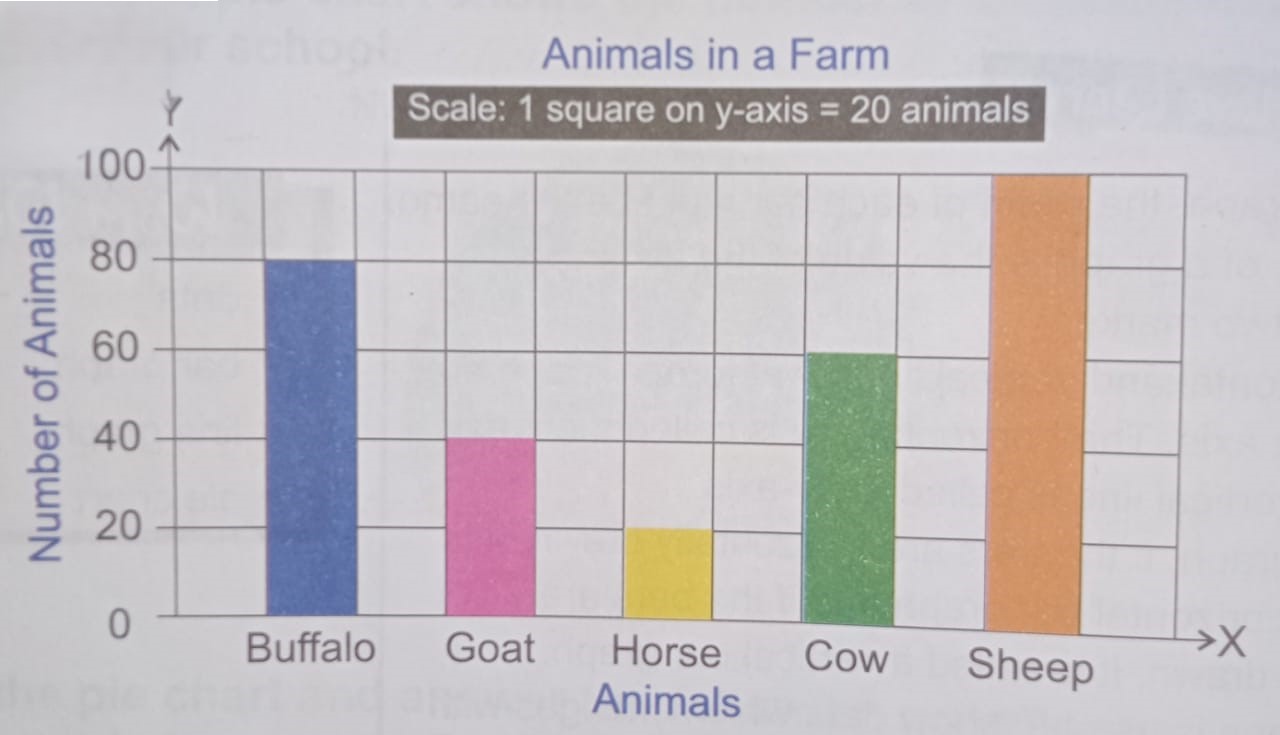 Animals in a Farm
Scale: 1 square on y-axis = 20 animals
Y
100
80
60
40
20
0
Number of Animals
Buffalo Goat Horse Cow Sheep
X
Animals